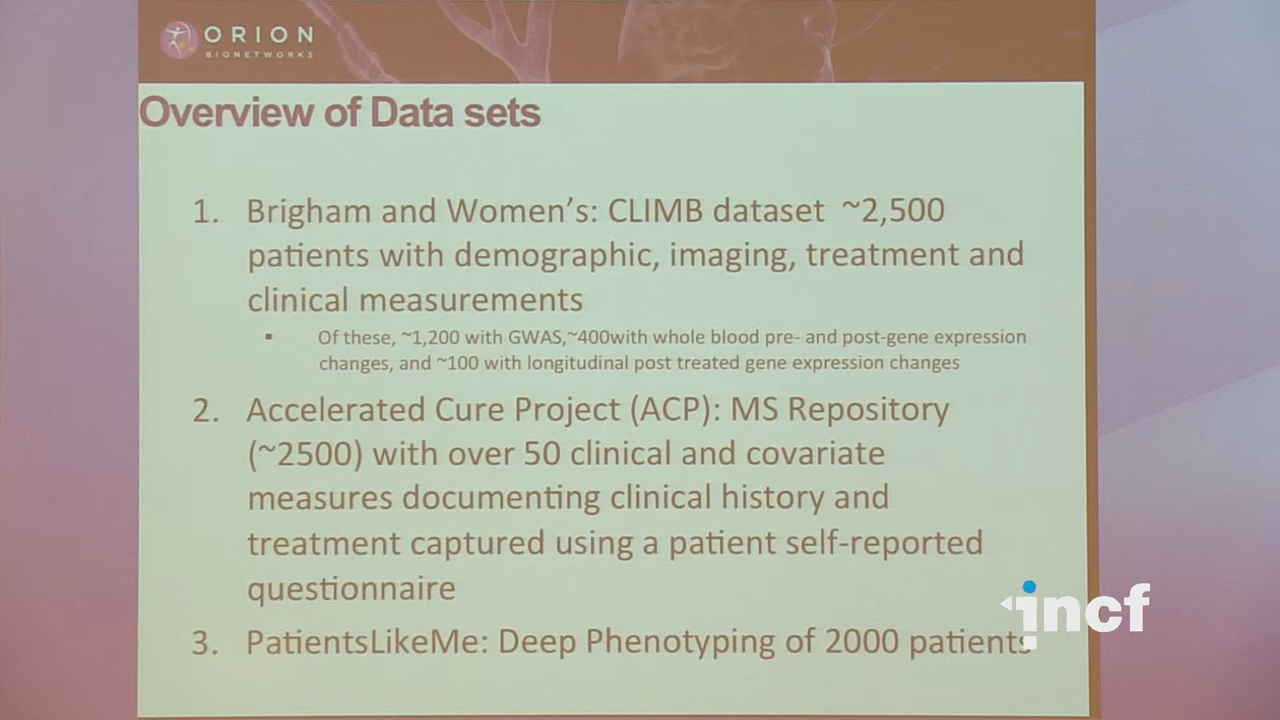 ORION
BIONETWORKS
Overview of Data sets
1. Brigham and Women's: CLIMB dataset ~2,500
patients with demographic, imaging, treatment and
clinical measurements
▪ Of these, ~1,200 with GWAS,~400with whole blood pre- and post-gene expression
changes, and ~100 with longitudinal post treated gene expression changes
2. Accelerated Cure Project (ACP): MS Repository
(~2500) with over 50 clinical and covariate
measures documenting clinical history and
treatment captured using a patient self-reported
questionnaire
3. PatientsLikeMe: Deep Phenotyping of 2000 patients
incf